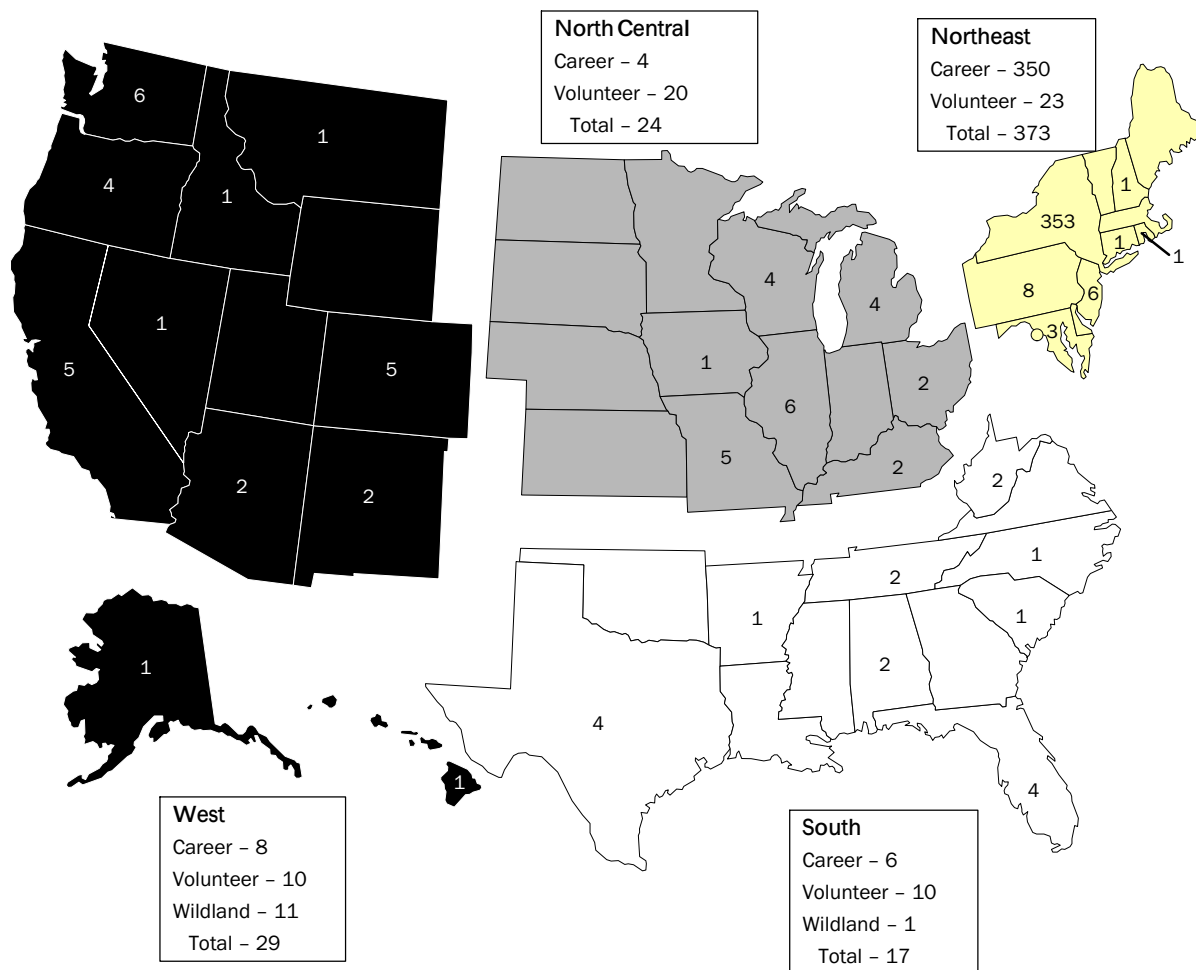 North Central
Career – 4
Volunteer – 20
Total – 24
Northeast
Career – 350
Volunteer – 23
Total – 373
6
1
4
1
1
5
5
2
2
1
1
4
4
1
6
2
5
2
1
353
1
1
8
6
3
2
1
2
1
1
2
4
4
West
Career – 8
Volunteer – 10
Wildland – 11
Total – 29
South
Career – 6
Volunteer – 10
Wildland – 1
Total – 17